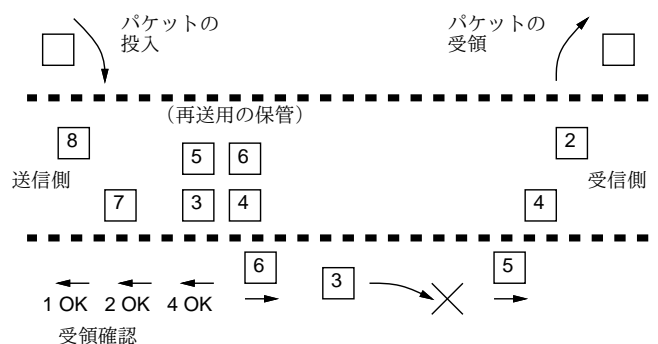 パケットの
投入
パケットの
受領
(再送用の保管)
8
5 6
2
送信側
受信側
7
3 4
4
6
3
5
1 OK 2 OK 4 OK
受領確認